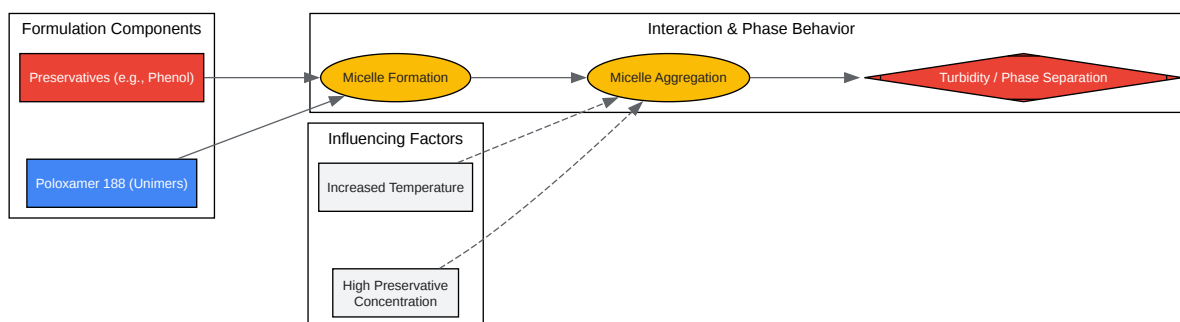 Formulation Components
Preservatives (e.g., Phenol)
Poloxamer 188 (Unimers)
Interaction & Phase Behavior
Micelle Formation
Micelle Aggregation
Turbidity / Phase Separation
Influencing Factors
Increased Temperature
High Preservative
Concentration